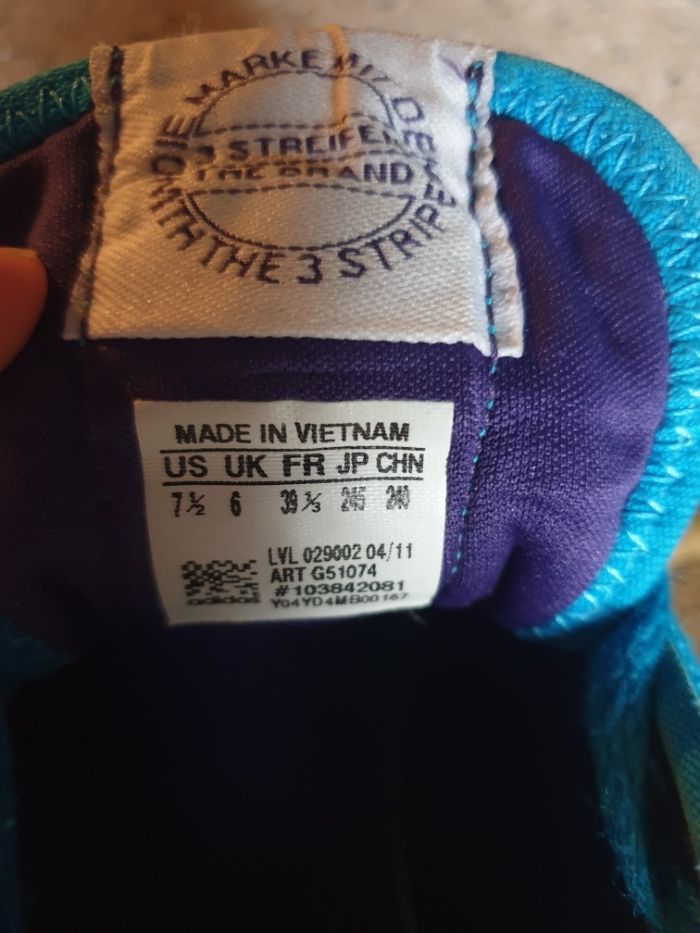 DIE MARKE MIT DEN
3 STREIFEN
THE BRAND
WITH THE 3 STRIPES
MADE IN VIETNAM
US UK FR JP CHN
7½ 6 39⅓ 245 240
LVL 029002 04/11
ART G51074
#103842081
adidas Y04YD4MB00167